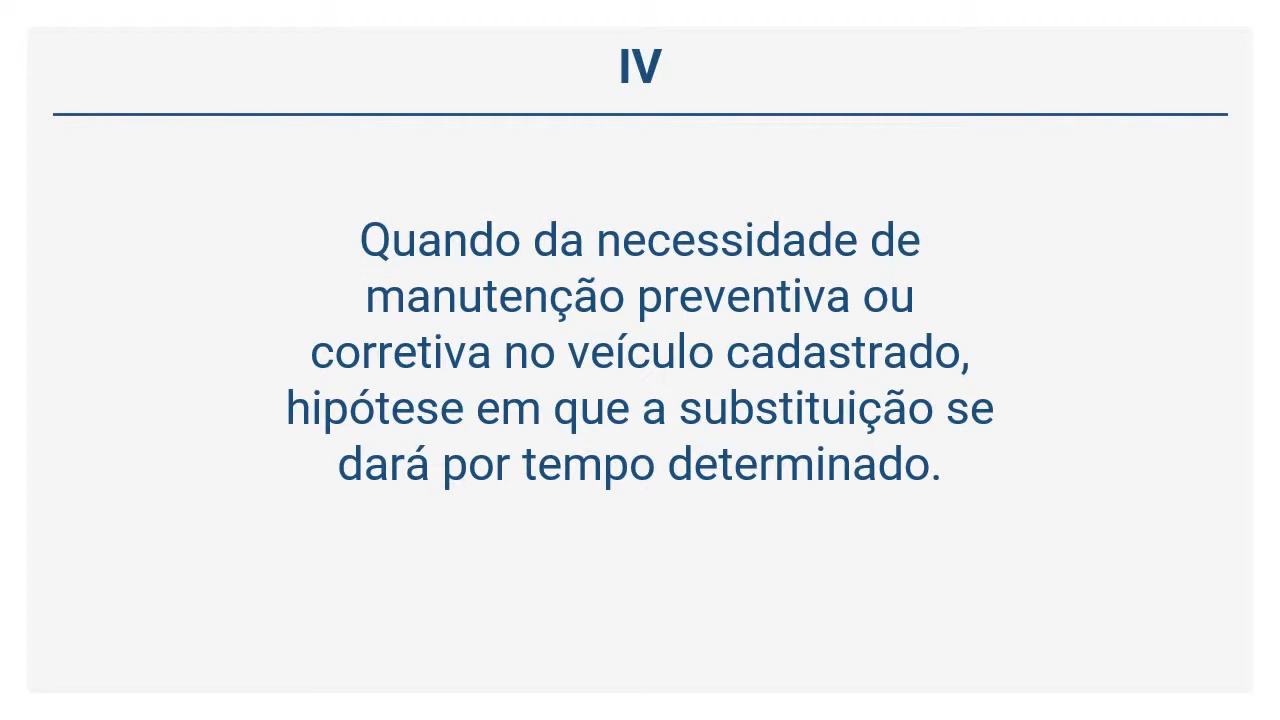 IV
Quando da necessidade de
manutenção preventiva ou
corretiva no veículo cadastrado,
hipótese em que a substituição se
dará por tempo determinado.